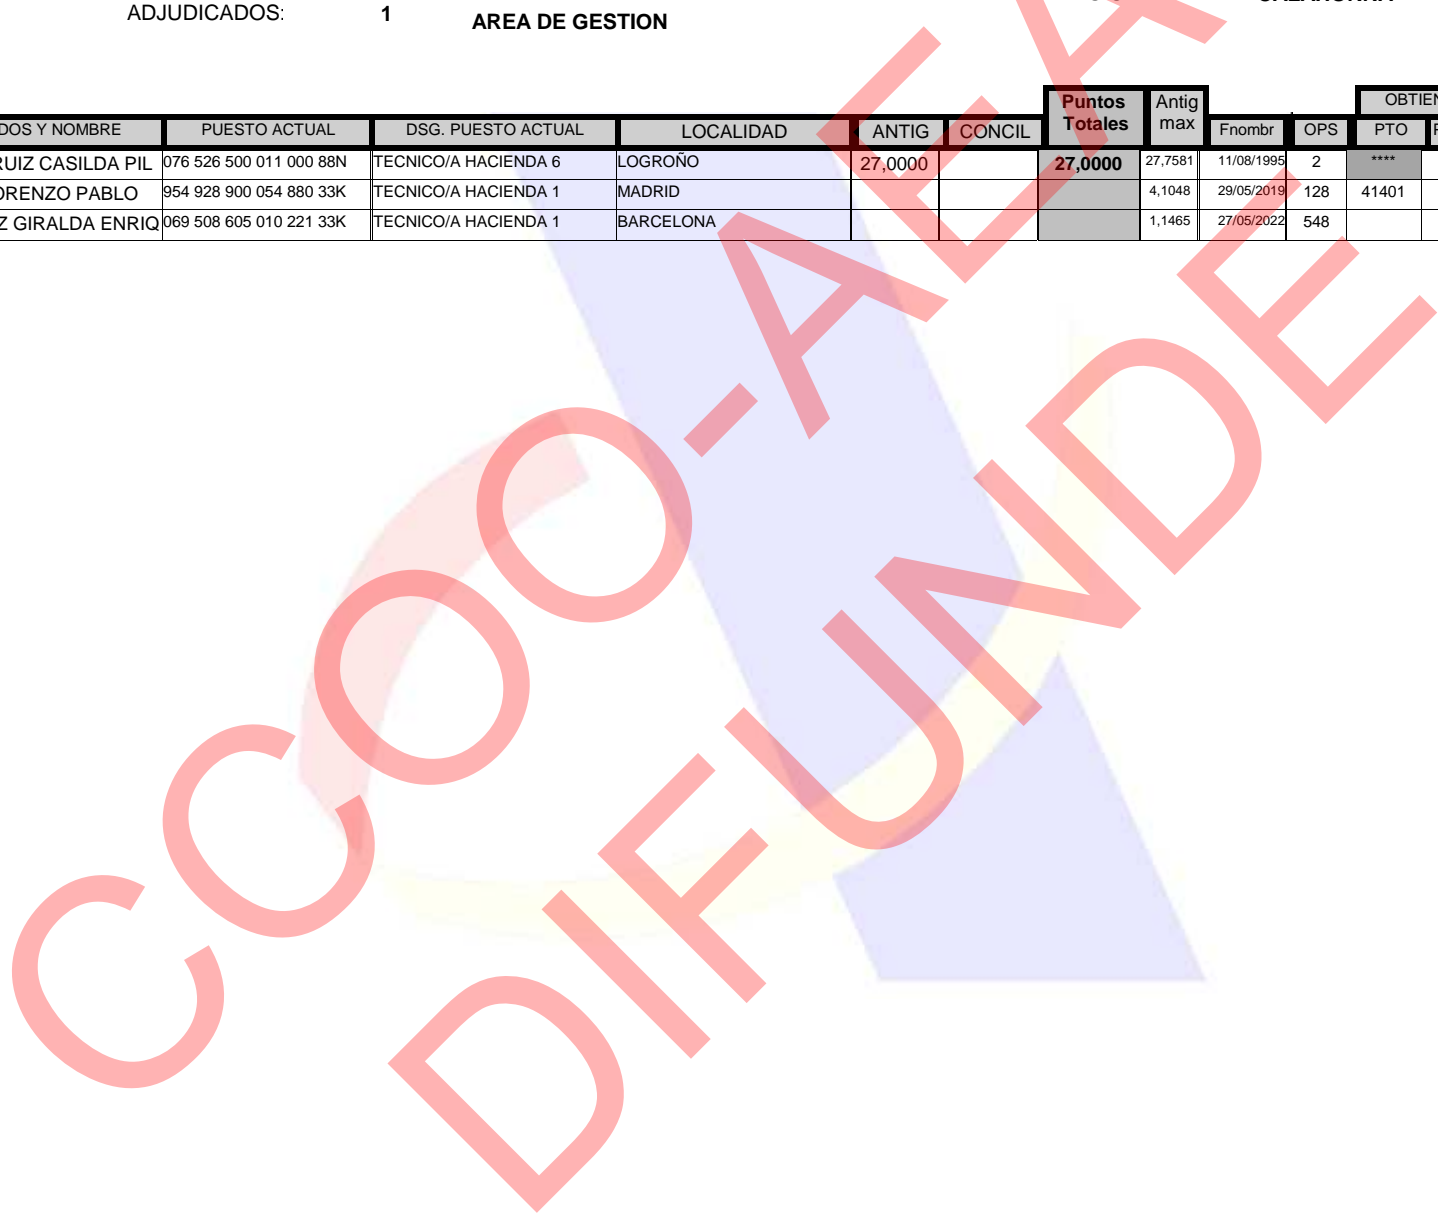 ADJUDICADOS: 1 AREA DE GESTION
Puntos Totales Antig max
DOS Y NOMBRE PUESTO ACTUAL DSG. PUESTO ACTUAL LOCALIDAD ANTIG CONCIL Fnombr OPS PTO
RUIZ CASILDA PIL 076 526 500 011 000 88N TECNICO/A HACIENDA 6 LOGROÑO 27,0000 27,0000 27,7581 11/08/1995 2 ****
ORENZO PABLO 954 928 900 054 880 33K TECNICO/A HACIENDA 1 MADRID 4,1048 29/05/2019 128 41401
Z GIRALDA ENRIQ 069 508 605 010 221 33K TECNICO/A HACIENDA 1 BARCELONA 1,1465 27/05/2022 548
CCOO-AEA
DIFUNDE